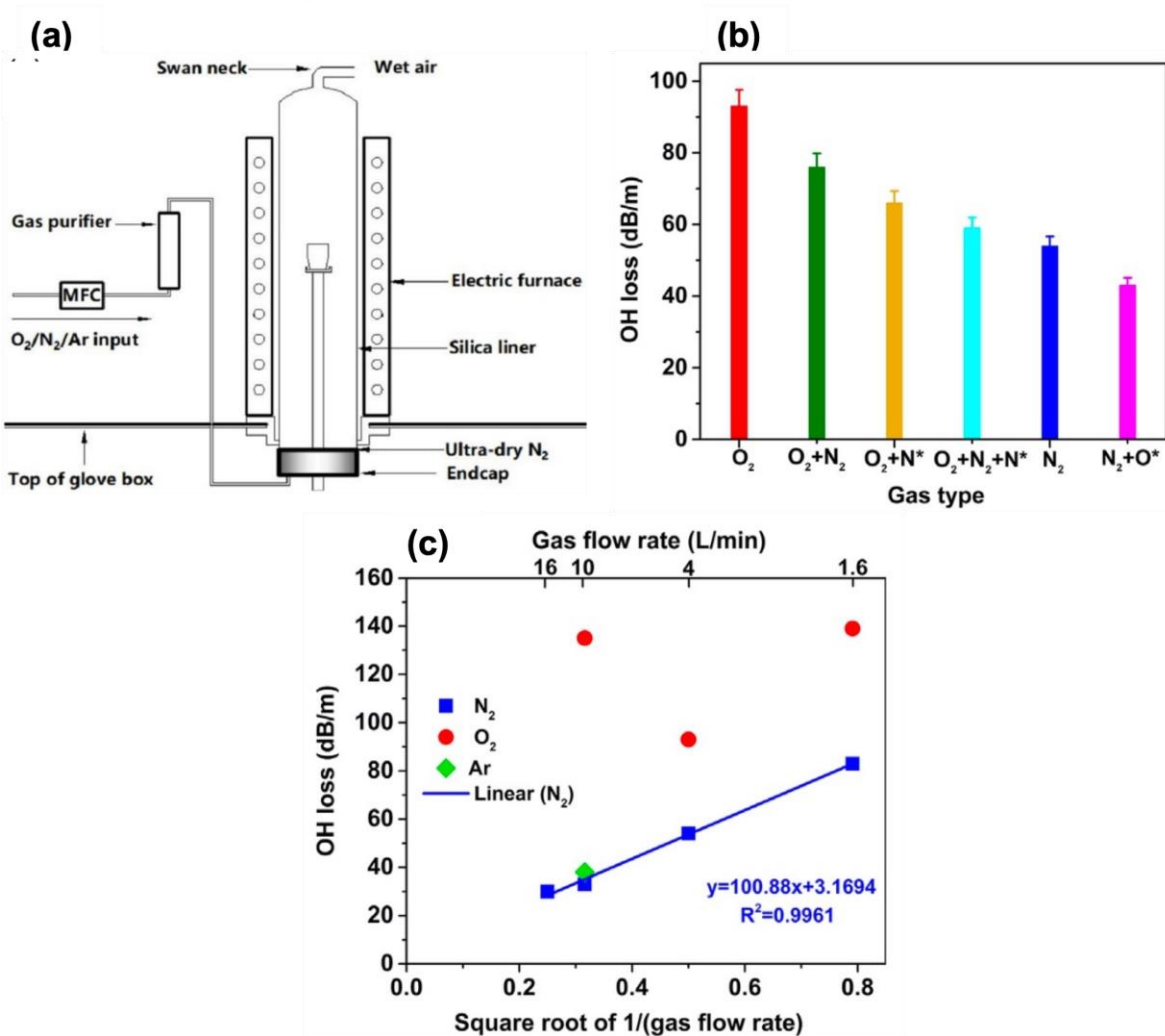 (a)
Swan neck
Wet air
Gas purifier
MFC
O₂/N₂/Ar input
Electric furnace
Silica liner
Ultra-dry N₂
Endcap
Top of glove box
(b)
100
80
60
40
20
0
OH loss (dB/m)
O₂ O₂+N₂ O₂+N* O₂+N₂+N* N₂ N₂+O*
Gas type
(c)
Gas flow rate (L/min)
16 10 4 1.6
160
140
120
100
80
60
40
20
0
OH loss (dB/m)
N₂
O₂
Ar
Linear (N₂)
y=100.88x+3.1694
R²=0.9961
0.0 0.2 0.4 0.6 0.8
Square root of 1/(gas flow rate)